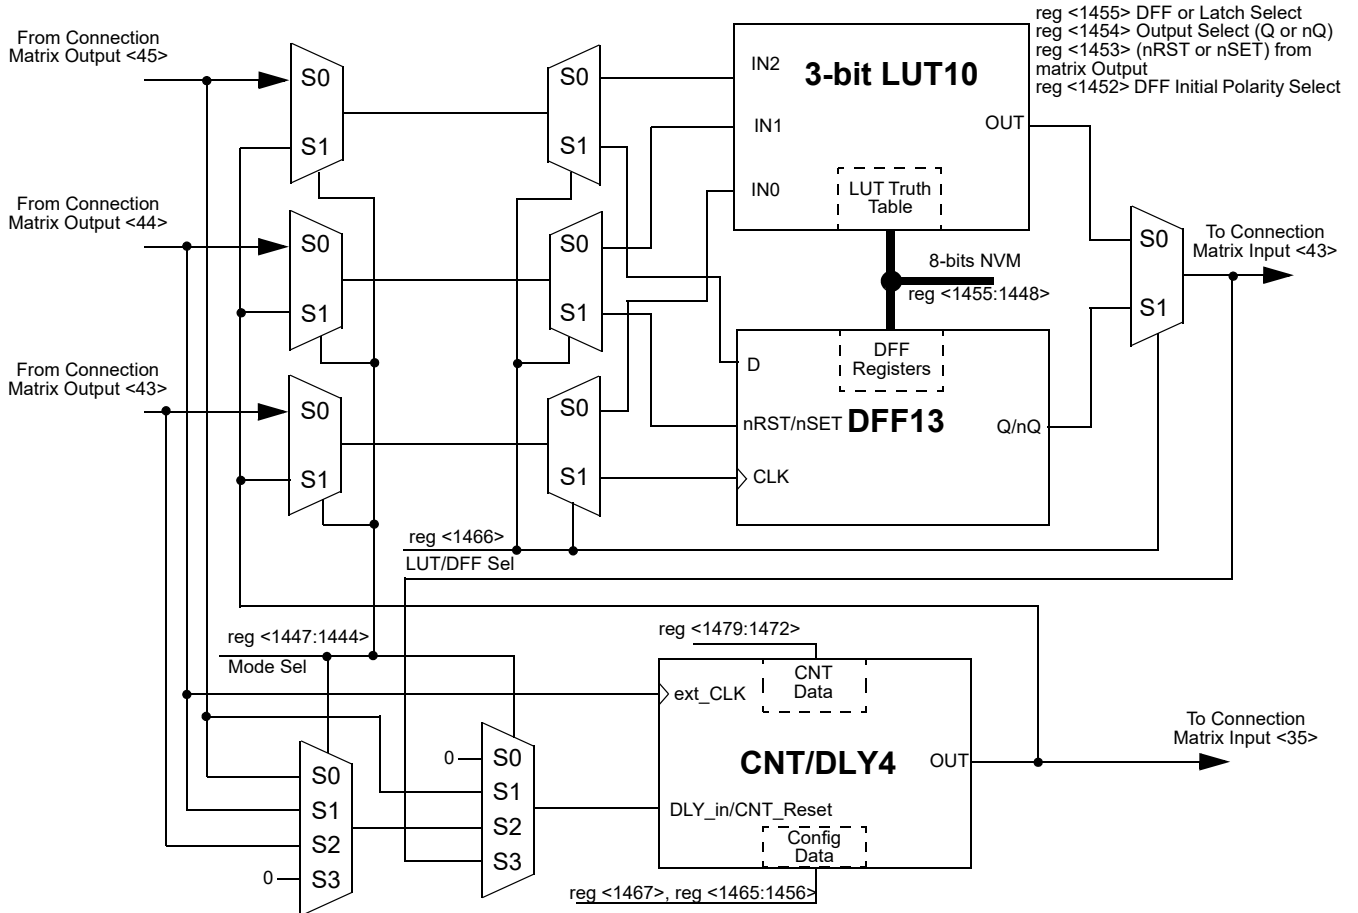 reg <1455> DFF or Latch Select
reg <1454> Output Select (Q or nQ)
reg <1453> (nRST or nSET) from
matrix Output
reg <1452> DFF Initial Polarity Select
From Connection
Matrix Output <45>
S0
S1
S0
S1
IN2
3-bit LUT10
IN1
OUT
IN0
LUT Truth
Table
From Connection
Matrix Output <44>
S0
S1
S0
S1
8-bits NVM
reg <1455:1448>
S0
S1
To Connection
Matrix Input <43>
From Connection
Matrix Output <43>
S0
S1
S0
S1
D
DFF
Registers
nRST/nSET
DFF13
Q/nQ
CLK
reg <1466>
LUT/DFF Sel
reg <1447:1444>
Mode Sel
reg <1479:1472>
CNT
Data
ext_CLK
CNT/DLY4
OUT
To Connection
Matrix Input <35>
DLY_in/CNT_Reset
Config
Data
0
S0
S1
S2
S3
S0
S1
S2
0
S3
reg <1467>, reg <1465:1456>